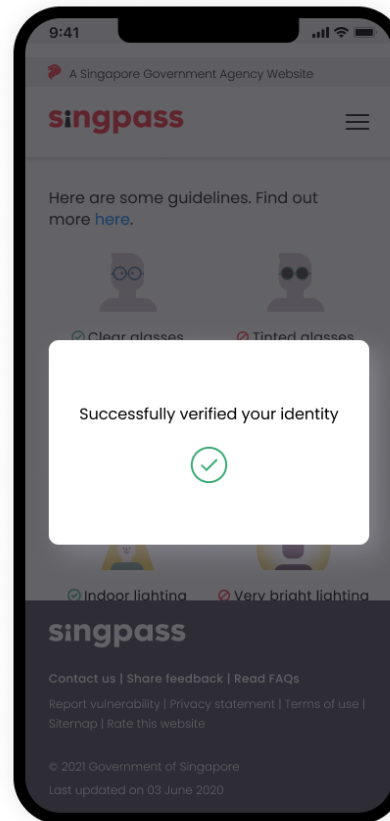 9:41
A Singapore Government Agency Website
singpass
Here are some guidelines. Find out
more here.
Clear glasses
Tinted glasses
Successfully verified your identity
Indoor lighting
Very bright lighting
singpass
Contact us | Share feedback | Read FAQs
Report vulnerability | Privacy statement | Terms of use |
Sitemap | Rate this website
© 2021 Government of Singapore
Last updated on 03 June 2020